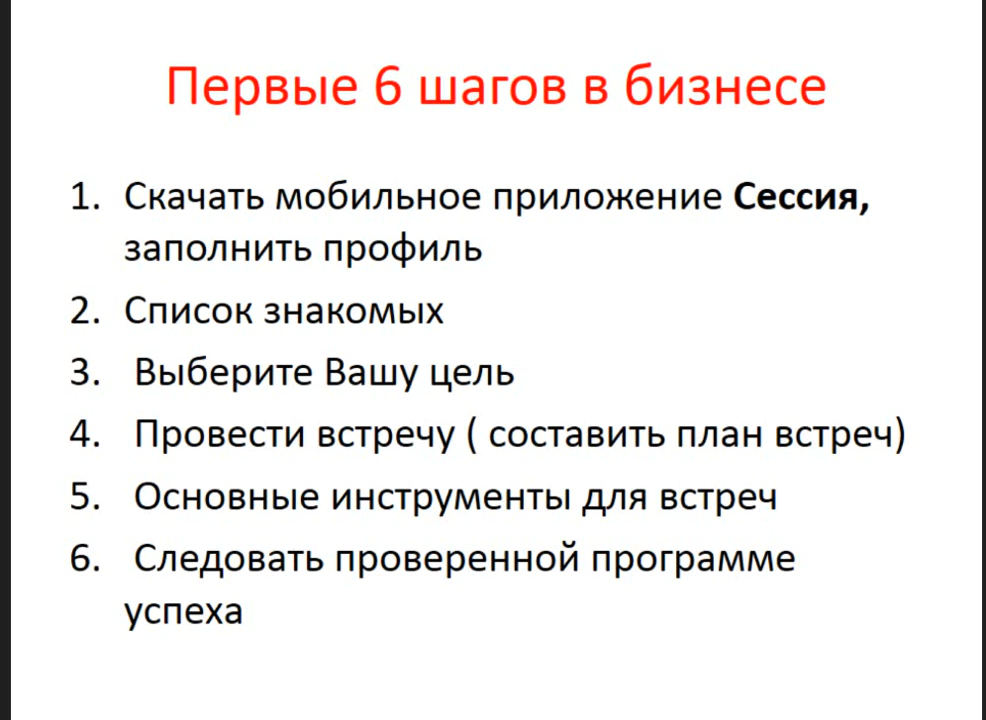 Первые 6 шагов в бизнесе
1. Скачать мобильное приложение Сессия,
заполнить профиль
2. Список знакомых
3. Выберите Вашу цель
4. Провести встречу ( составить план встреч)
5. Основные инструменты для встреч
6. Следовать проверенной программе
успеха